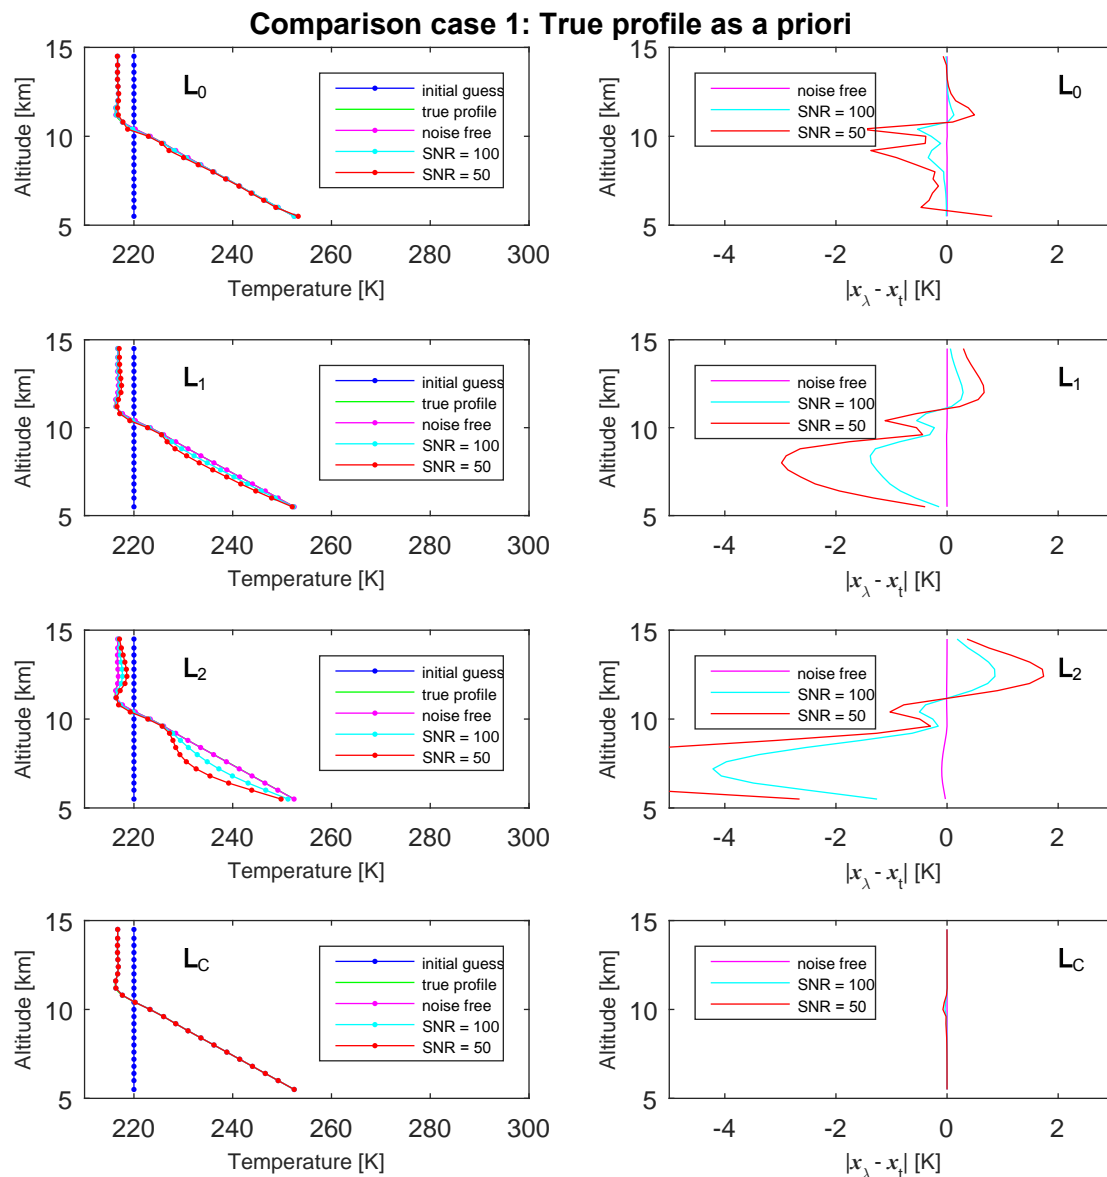 Comparison case 1: True profile as a priori
15
10
5
Altitude [km]
220 240 260 280 300
Temperature [K]
L0
initial guess
true profile
noise free
SNR = 100
SNR = 50
15
10
5
Altitude [km]
-4 -2 0 2
|xλ - xt| [K]
L0
noise free
SNR = 100
SNR = 50
15
10
5
Altitude [km]
220 240 260 280 300
Temperature [K]
L1
initial guess
true profile
noise free
SNR = 100
SNR = 50
15
10
5
Altitude [km]
-4 -2 0 2
|xλ - xt| [K]
L1
noise free
SNR = 100
SNR = 50
15
10
5
Altitude [km]
220 240 260 280 300
Temperature [K]
L2
initial guess
true profile
noise free
SNR = 100
SNR = 50
15
10
5
Altitude [km]
-4 -2 0 2
|xλ - xt| [K]
L2
noise free
SNR = 100
SNR = 50
15
10
5
Altitude [km]
220 240 260 280 300
Temperature [K]
LC
initial guess
true profile
noise free
SNR = 100
SNR = 50
15
10
5
Altitude [km]
-4 -2 0 2
|xλ - xt| [K]
LC
noise free
SNR = 100
SNR = 50